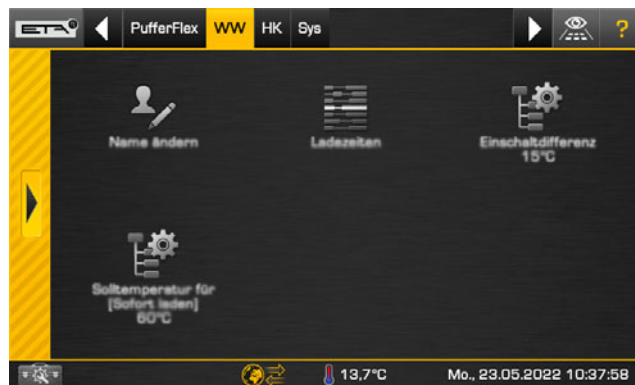 ETA
PufferFlex
WW
HK
Sys
?
Name ändern
Ladezeiten
Einschaltdifferenz
15°C
Solltemperatur für
[Sofort laden]
60°C
13,7°C
Mo., 23.05.2022 10:37:58